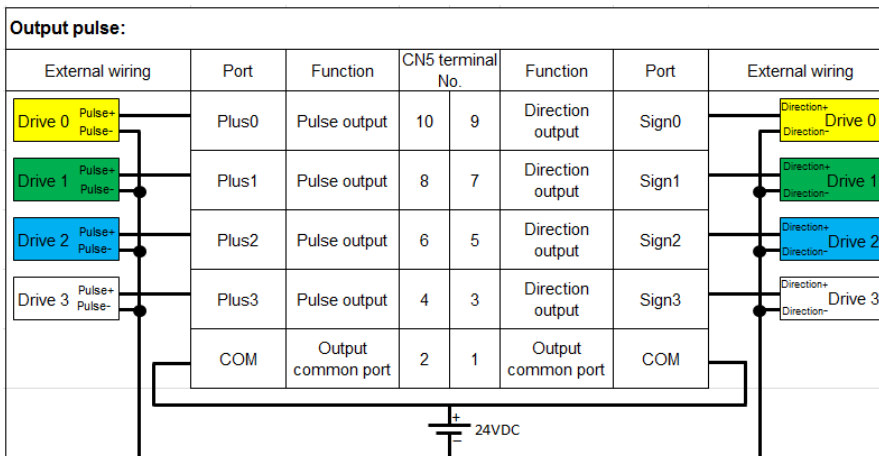 Output pulse:
External wiring Port Function CN5 terminal No. Function Port External wiring
Drive 0 Pulse+ Pulse- Plus0 Pulse output 10 9 Direction output Sign0 Direction+ Direction- Drive 0
Drive 1 Pulse+ Pulse- Plus1 Pulse output 8 7 Direction output Sign1 Direction+ Direction- Drive 1
Drive 2 Pulse+ Pulse- Plus2 Pulse output 6 5 Direction output Sign2 Direction+ Direction- Drive 2
Drive 3 Pulse+ Pulse- Plus3 Pulse output 4 3 Direction output Sign3 Direction+ Direction- Drive 3
COM Output common port 2 1 Output common port COM
+
24VDC
−